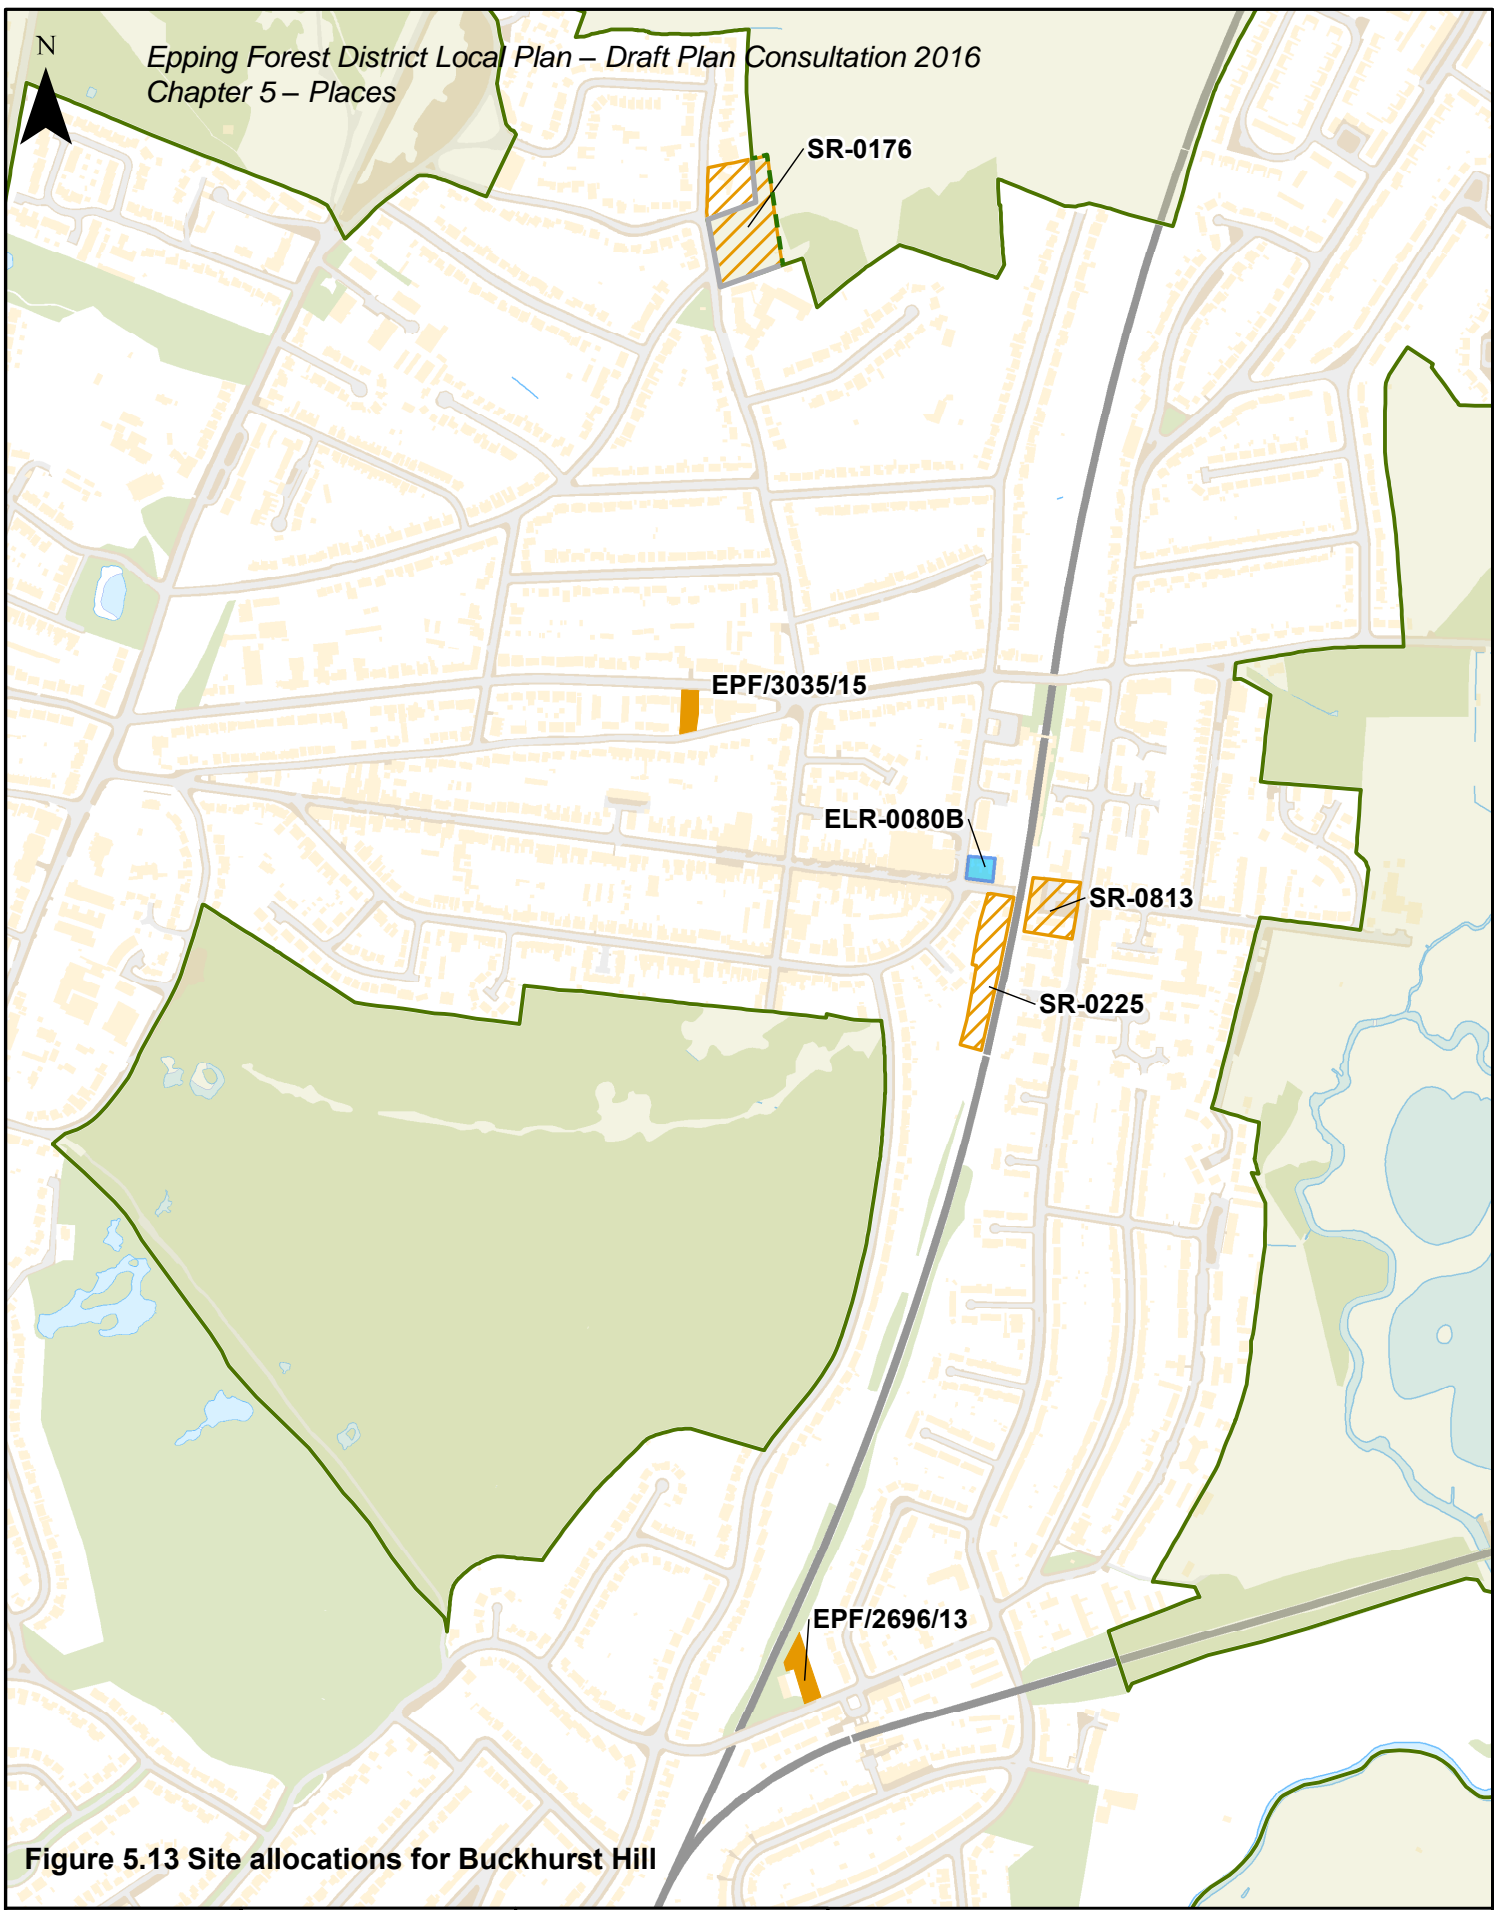 N
Epping Forest District Local Plan – Draft Plan Consultation 2016
Chapter 5 – Places
SR-0176
EPF/3035/15
ELR-0080B
SR-0813
SR-0225
EPF/2696/13
Figure 5.13 Site allocations for Buckhurst Hill